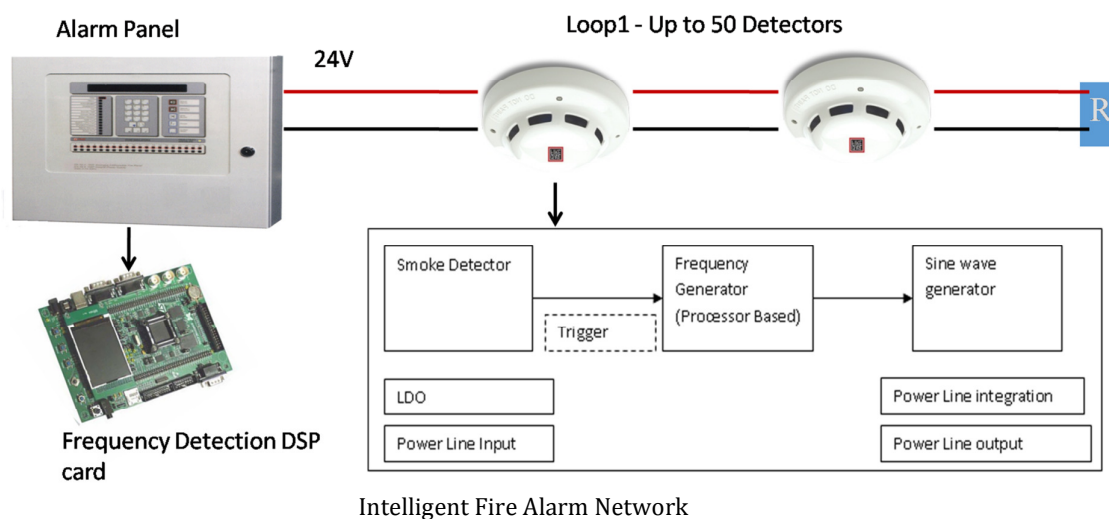 Alarm Panel
Loop1 - Up to 50 Detectors
24V
R
Smoke Detector
Frequency
Generator
(Processor Based)
Sine wave
generator
Trigger
LDO
Power Line integration
Power Line Input
Power Line output
Frequency Detection DSP
card
Intelligent Fire Alarm Network